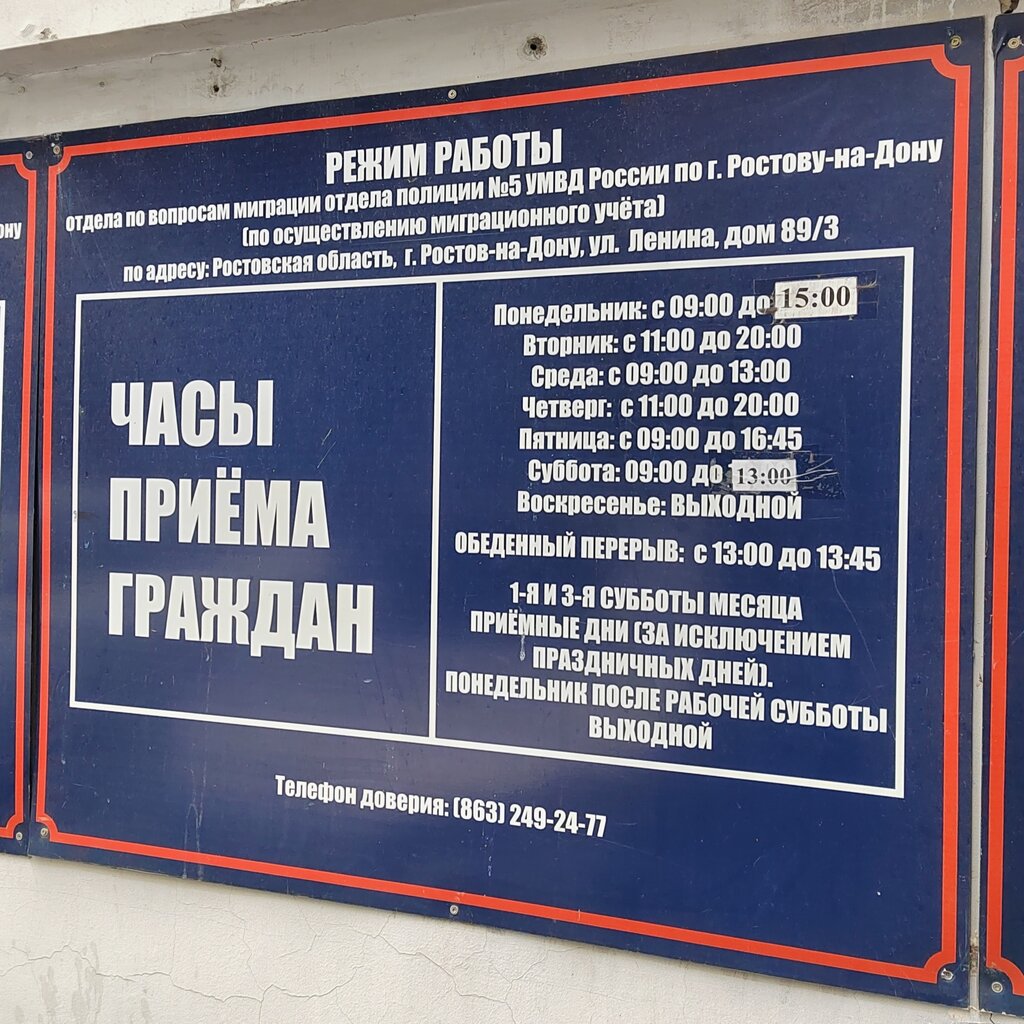 РЕЖИМ РАБОТЫ
отдела по вопросам миграции отдела полиции №5 УМВД России по г. Ростову-на-Дону
(по осуществлению миграционного учёта)
по адресу: Ростовская область, г. Ростов-на-Дону, ул. Ленина, дом 89/3
ЧАСЫ
ПРИЁМА
ГРАЖДАН
Понедельник: с 09:00 до 15:00
Вторник: с 11:00 до 20:00
Среда: с 09:00 до 13:00
Четверг: с 11:00 до 20:00
Пятница: с 09:00 до 16:45
Суббота: 09:00 до 13:00
Воскресенье: ВЫХОДНОЙ
ОБЕДЕННЫЙ ПЕРЕРЫВ: с 13:00 до 13:45
1-Я И 3-Я СУББОТЫ МЕСЯЦА
ПРИЁМНЫЕ ДНИ (ЗА ИСКЛЮЧЕНИЕМ
ПРАЗДНИЧНЫХ ДНЕЙ).
ПОНЕДЕЛЬНИК ПОСЛЕ РАБОЧЕЙ СУББОТЫ
ВЫХОДНОЙ
Телефон доверия: (863) 249-24-77